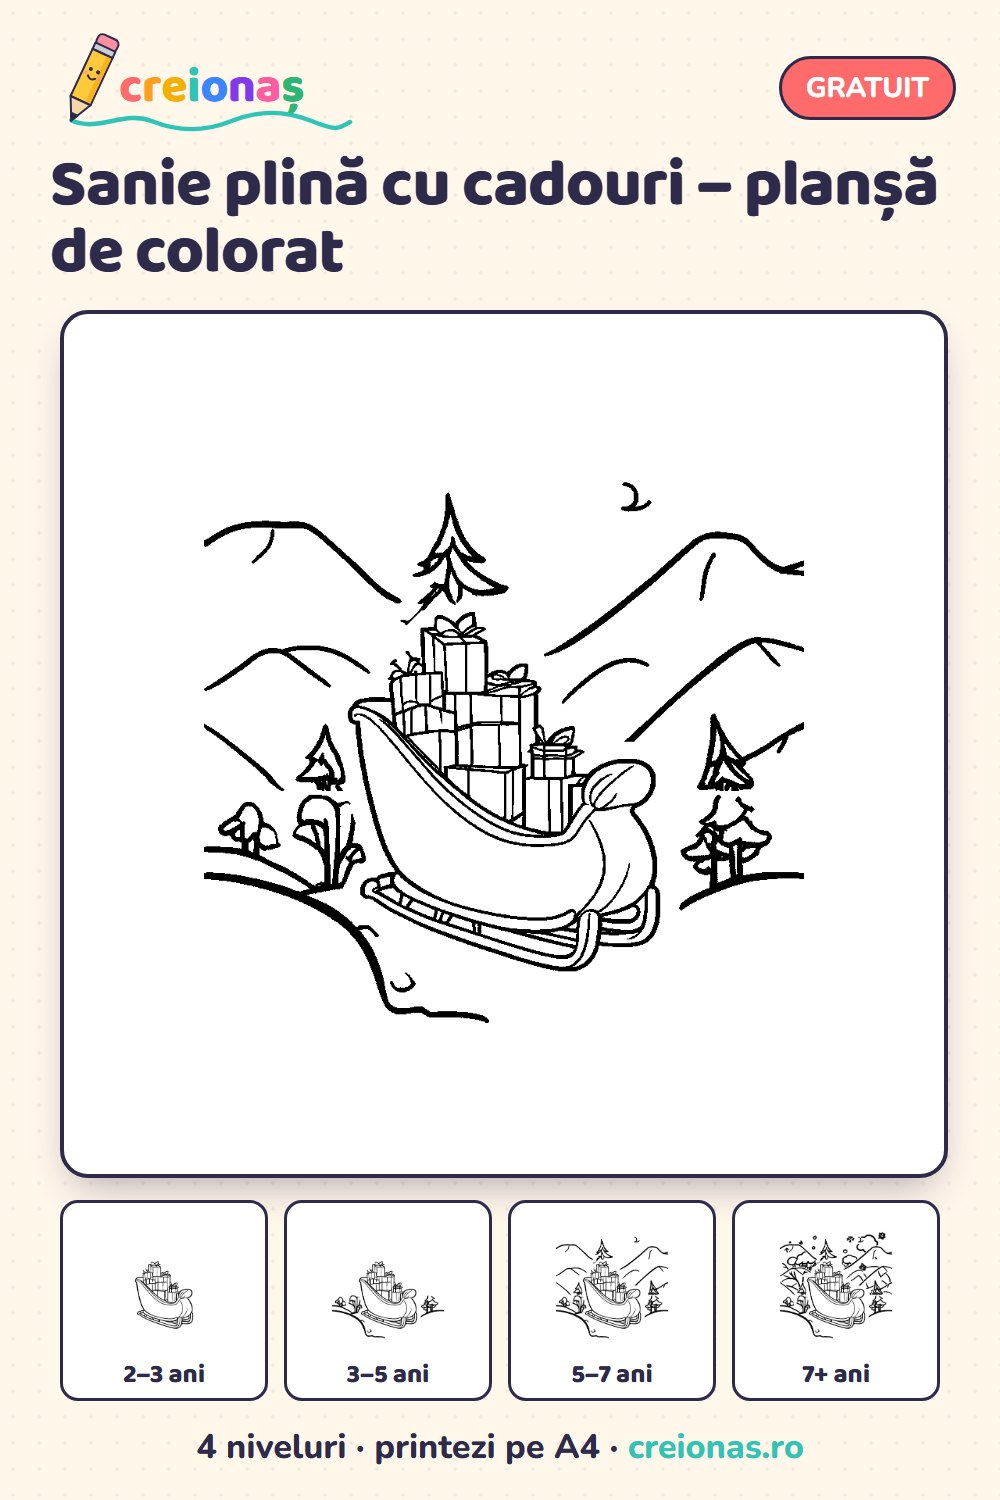 creionaș
GRATUIT
Sanie plină cu cadouri – planșă
de colorat
2–3 ani
3–5 ani
5–7 ani
7+ ani
4 niveluri · printezi pe A4 · creionas.ro